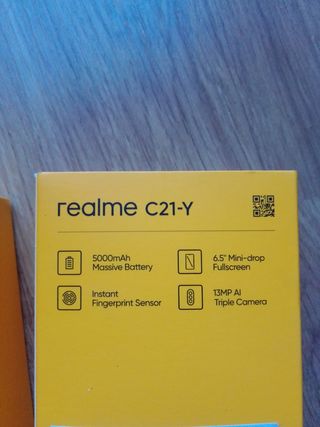 realme C21-Y
5000mAh
Massive Battery
6.5" Mini-drop
Fullscreen
Instant
Fingerprint Sensor
13MP AI
Triple Camera